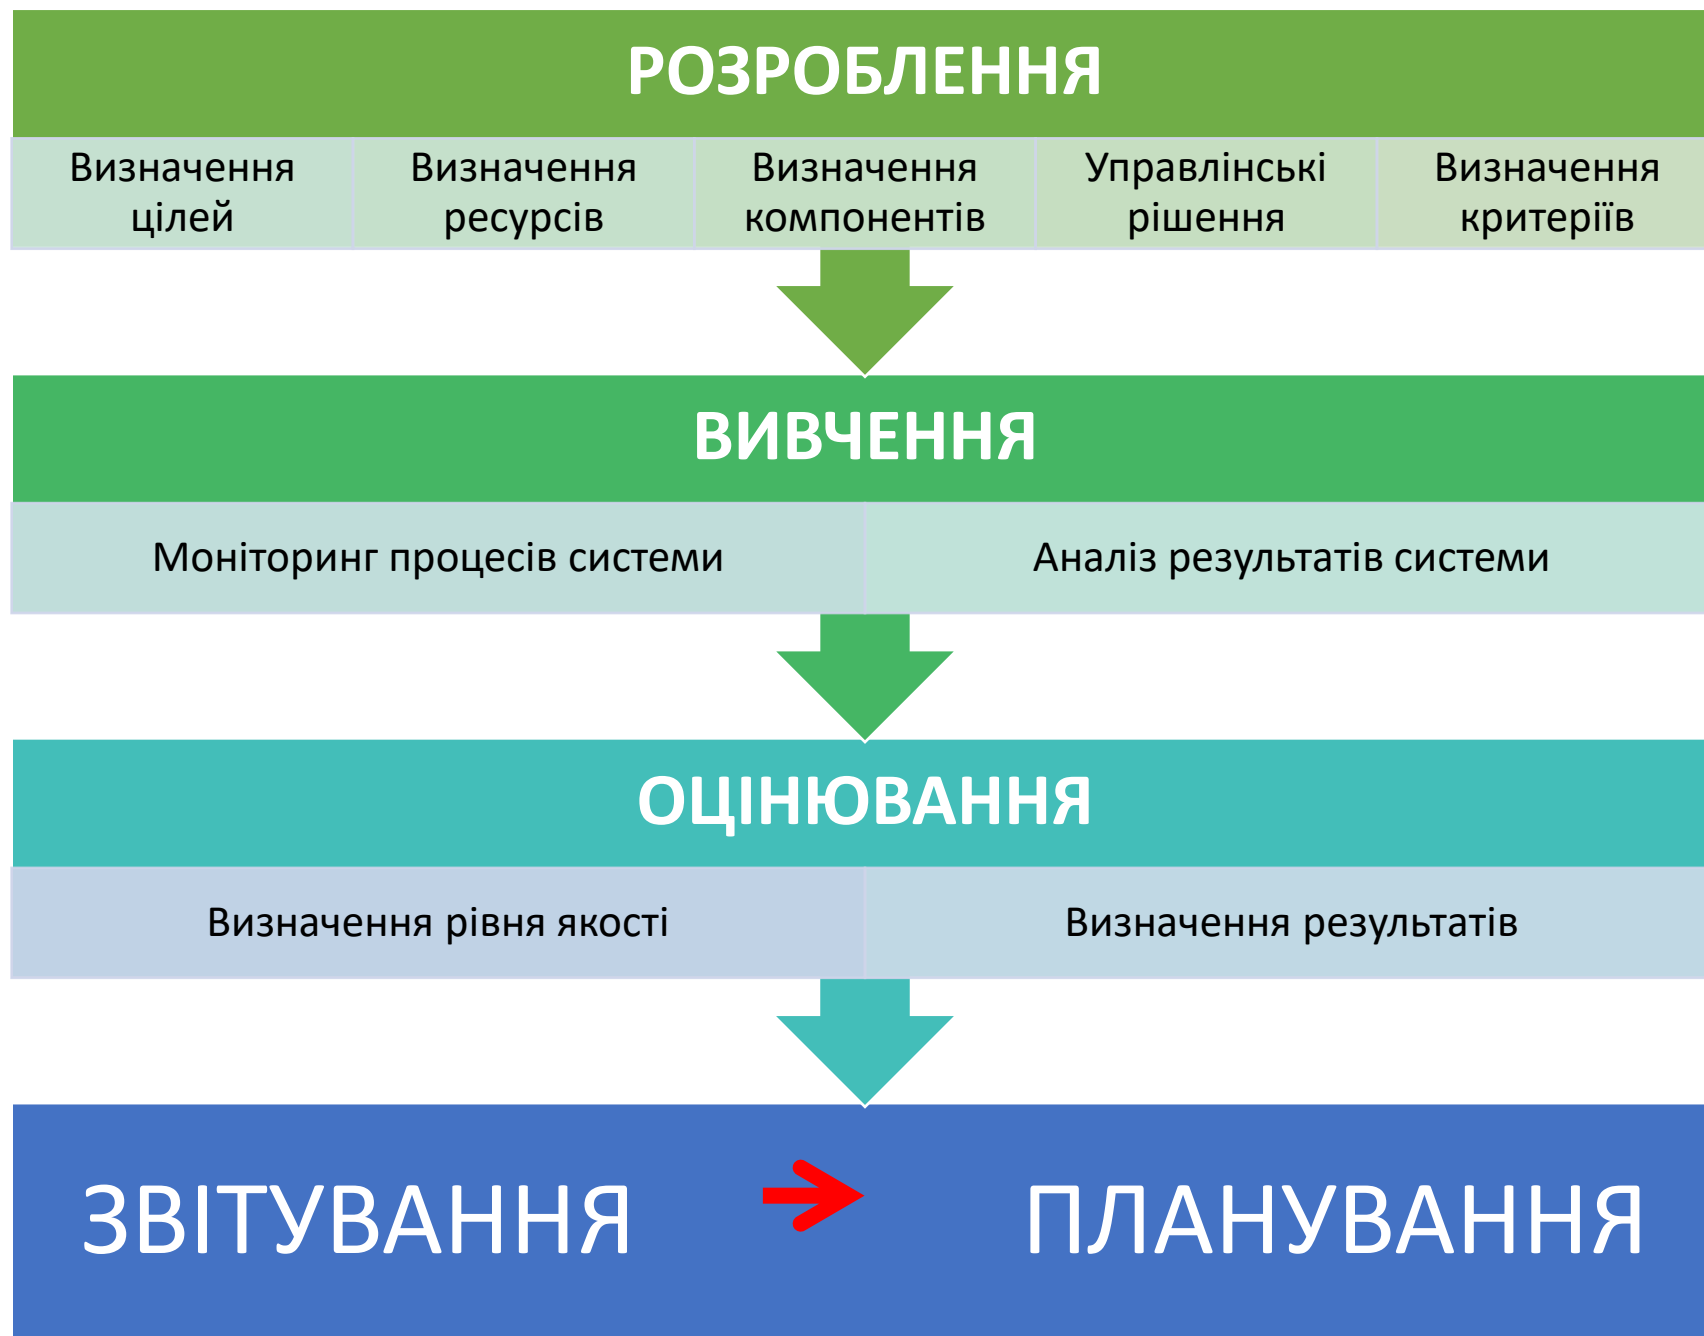 РОЗРОБЛЕННЯ
Визначення
цілей
Визначення
ресурсів
Визначення
компонентів
Управлінські
рішення
Визначення
критеріїв
ВИВЧЕННЯ
Моніторинг процесів системи
Аналіз результатів системи
ОЦІНЮВАННЯ
Визначення рівня якості
Визначення результатів
ЗВІТУВАННЯ
ПЛАНУВАННЯ